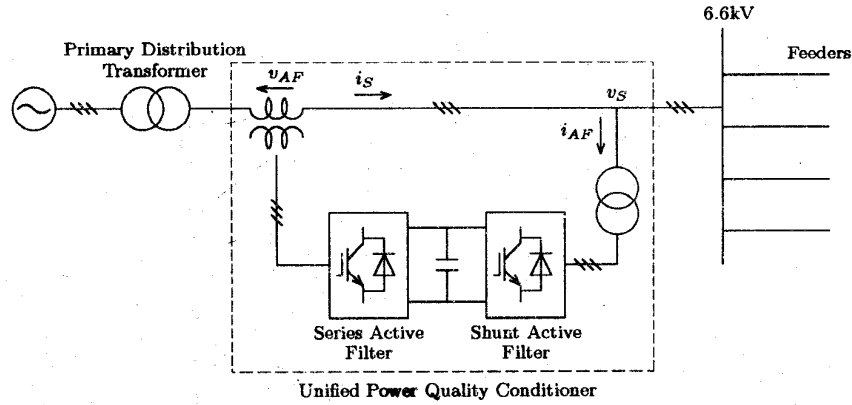 6.6kV
Primary Distribution
Transformer
Feeders
v_AF
i_S
v_S
i_AF
Series Active
Filter
Shunt Active
Filter
Unified Power Quality Conditioner